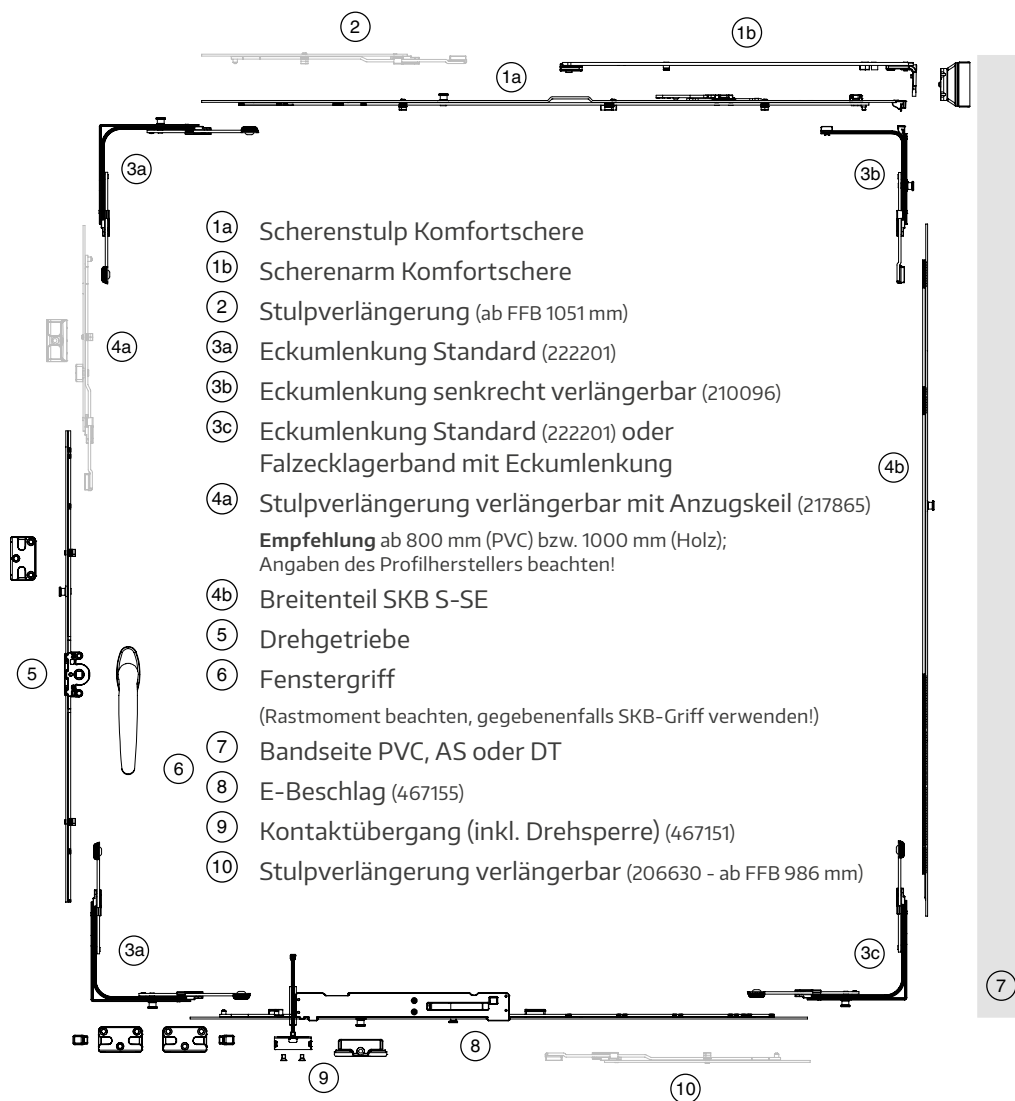 2
1b
1a
3a
3b
1a Scherenstulp Komfortschere
1b Scherenarm Komfortschere
2 Stulpverlängerung (ab FFB 1051 mm)
3a Eckumlenkung Standard (222201)
3b Eckumlenkung senkrecht verlängerbar (210096)
3c Eckumlenkung Standard (222201) oder
Falzecklagerband mit Eckumlenkung
4a Stulpverlängerung verlängerbar mit Anzugskeil (217865)
Empfehlung ab 800 mm (PVC) bzw. 1000 mm (Holz);
Angaben des Profilherstellers beachten!
4b Breitenteil SKB S-SE
5 Drehgetriebe
6 Fenstergriff
(Rastmoment beachten, gegebenenfalls SKB-Griff verwenden!)
7 Bandseite PVC, AS oder DT
8 E-Beschlag (467155)
9 Kontaktübergang (inkl. Drehsperre) (467151)
10 Stulpverlängerung verlängerbar (206630 - ab FFB 986 mm)
4a
4b
5
6
3a
3c
7
8
9
10